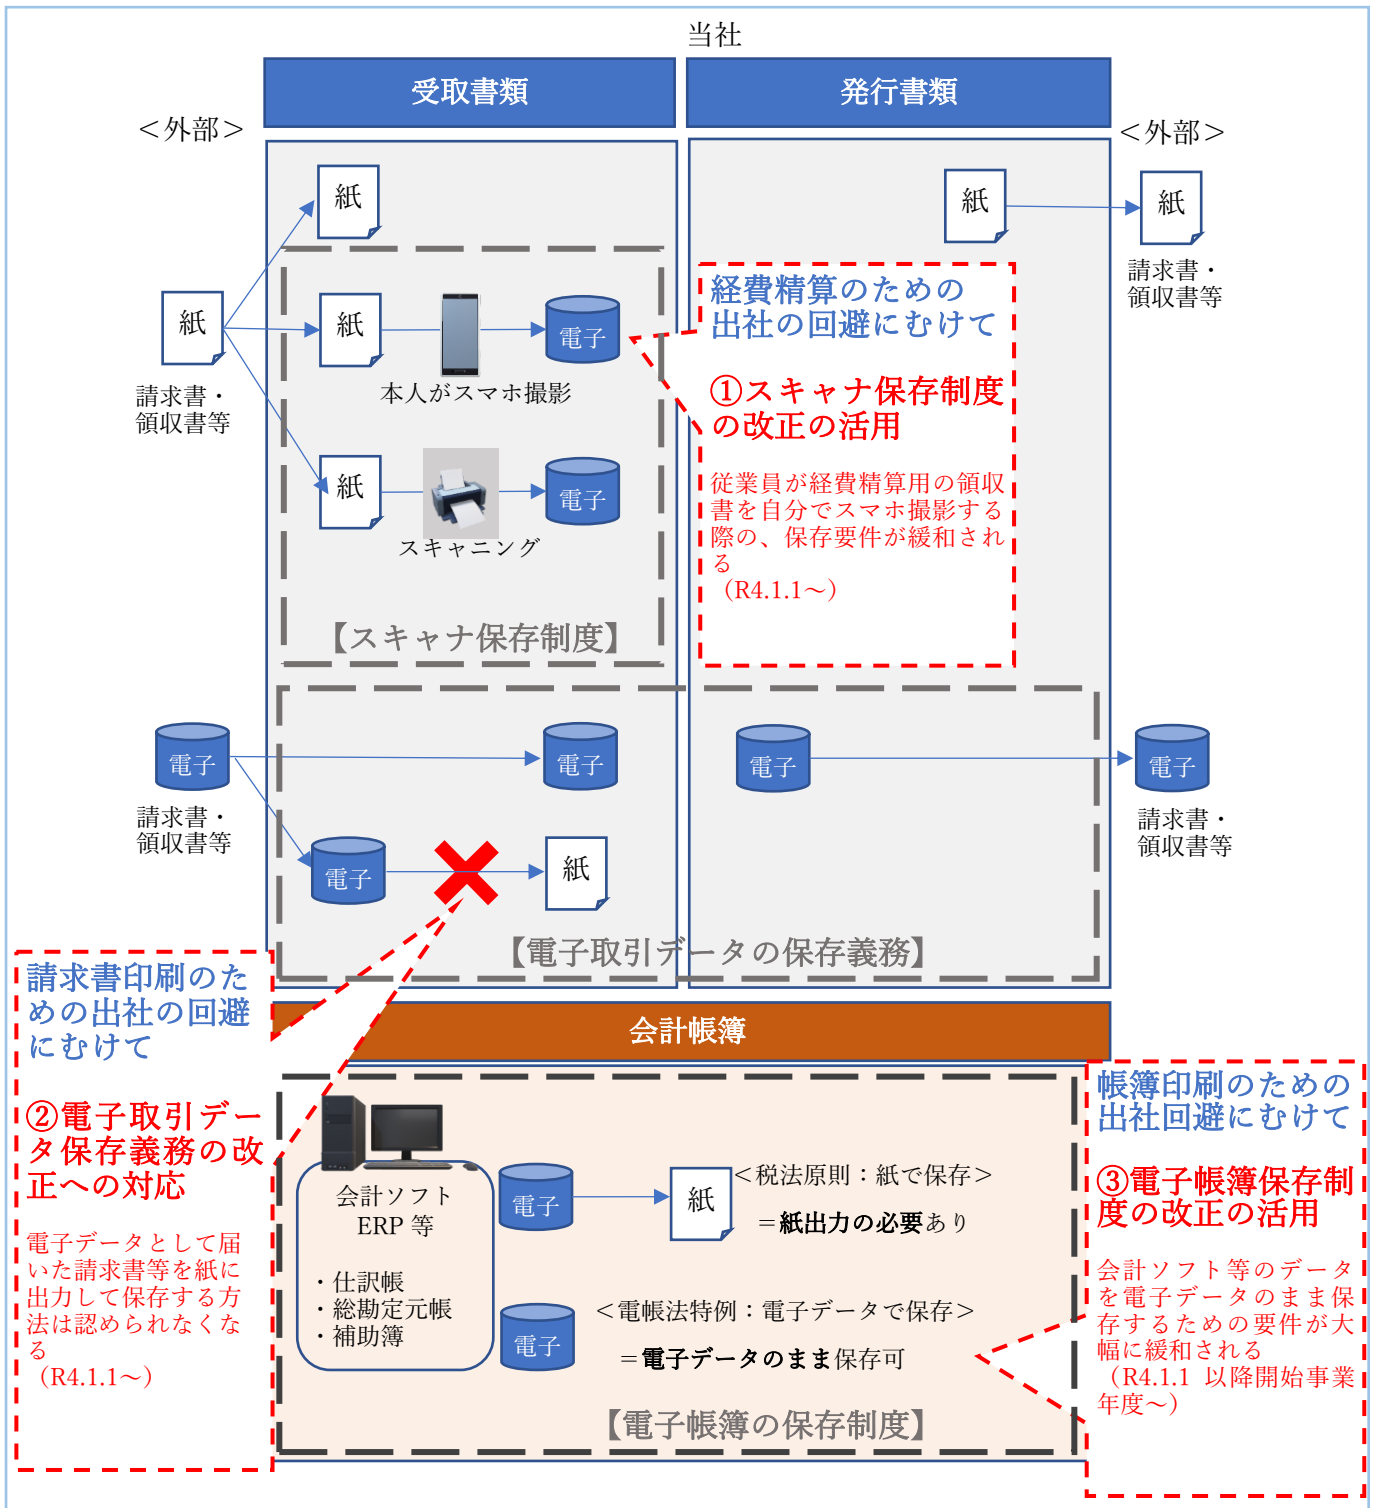 当社
受取書類
発行書類
＜外部＞
＜外部＞
紙
紙
請求書・
領収書等
紙
本人がスマホ撮影
電子
紙
スキャニング
電子
【スキャナ保存制度】
紙
紙
請求書・
領収書等
経費精算のための
出社の回避にむけて
①スキャナ保存制度
の改正の活用
従業員が経費精算用の領収
書を自分でスマホ撮影する
際の、保存要件が緩和され
る
（R4.1.1～）
電子
請求書・
領収書等
電子
電子
紙
電子
電子
請求書・
領収書等
【電子取引データの保存義務】
請求書印刷のた
めの出社の回避
にむけて
②電子取引デー
タ保存義務の改
正への対応
電子データとして届
いた請求書等を紙に
出力して保存する方
法は認められなくな
る
（R4.1.1～）
会計帳簿
会計ソフト
ERP 等
・仕訳帳
・総勘定元帳
・補助簿
電子
紙
＜税法原則：紙で保存＞
＝紙出力の必要あり
電子
＜電帳法特例：電子データで保存＞
＝電子データのまま保存可
【電子帳簿の保存制度】
帳簿印刷のための
出社回避にむけて
③電子帳簿保存制
度の改正の活用
会計ソフト等のデータ
を電子データのまま保
存するための要件が大
幅に緩和される
（R4.1.1 以降開始事業
年度～）